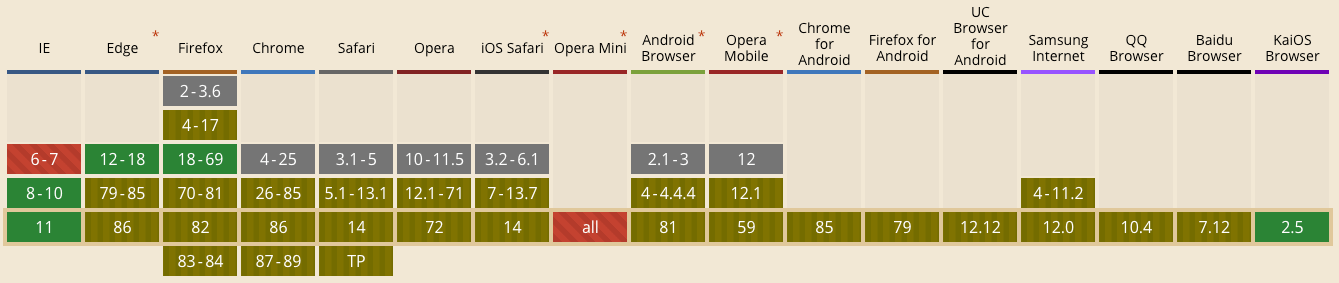 IE Edge * Firefox Chrome Safari Opera iOS Safari * Opera Mini * Android Browser * Opera Mobile * Chrome for Android Firefox for Android UC Browser for Android Samsung Internet QQ Browser Baidu Browser KaiOS Browser
2-3.6
4-17
6-7 12-18 18-69 4-25 3.1-5 10-11.5 3.2-6.1 2.1-3 12
8-10 79-85 70-81 26-85 5.1-13.1 12.1-71 7-13.7 4-4.4.4 12.1 4-11.2
11 86 82 86 14 72 14 all 81 59 85 79 12.12 12.0 10.4 7.12 2.5
83-84 87-89 TP